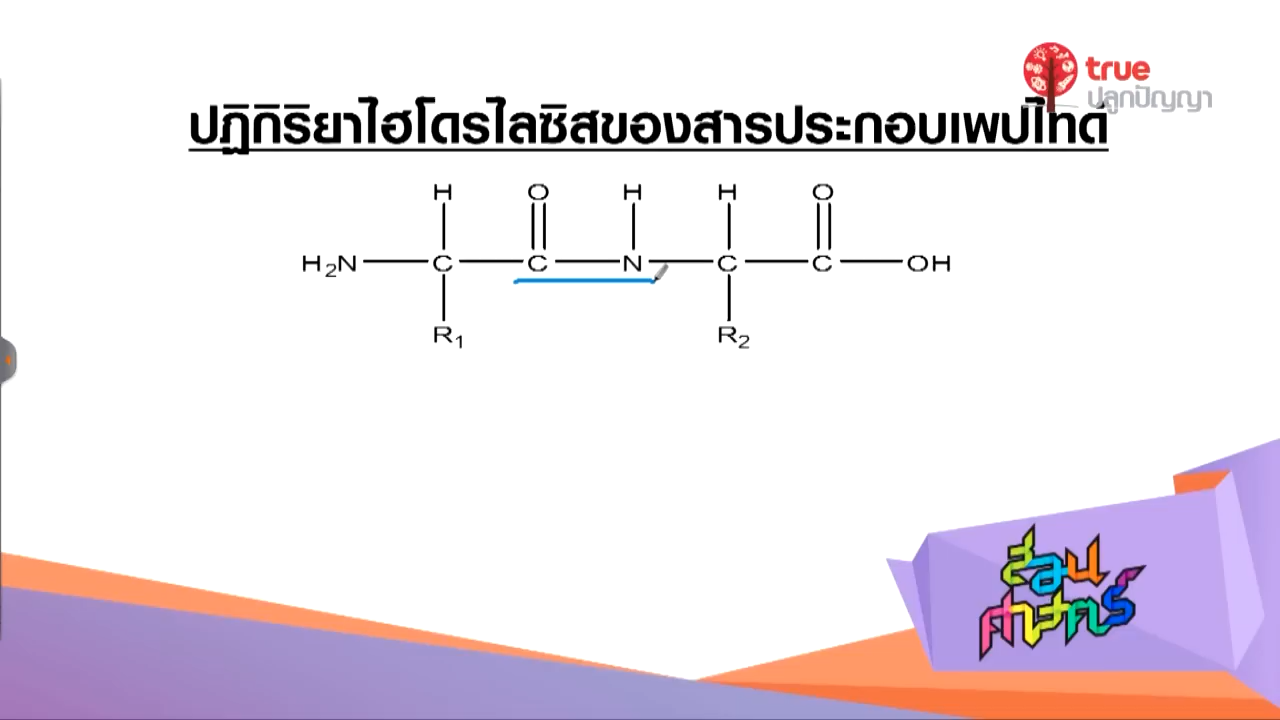 true
ปลูกปัญญา
ปฏิกิริยาไฮโดรไลซิสของสารประกอบเพปไทด์
H O H H O
H₂N C C N C C OH
R₁ R₂
สอน
ศาสตร์